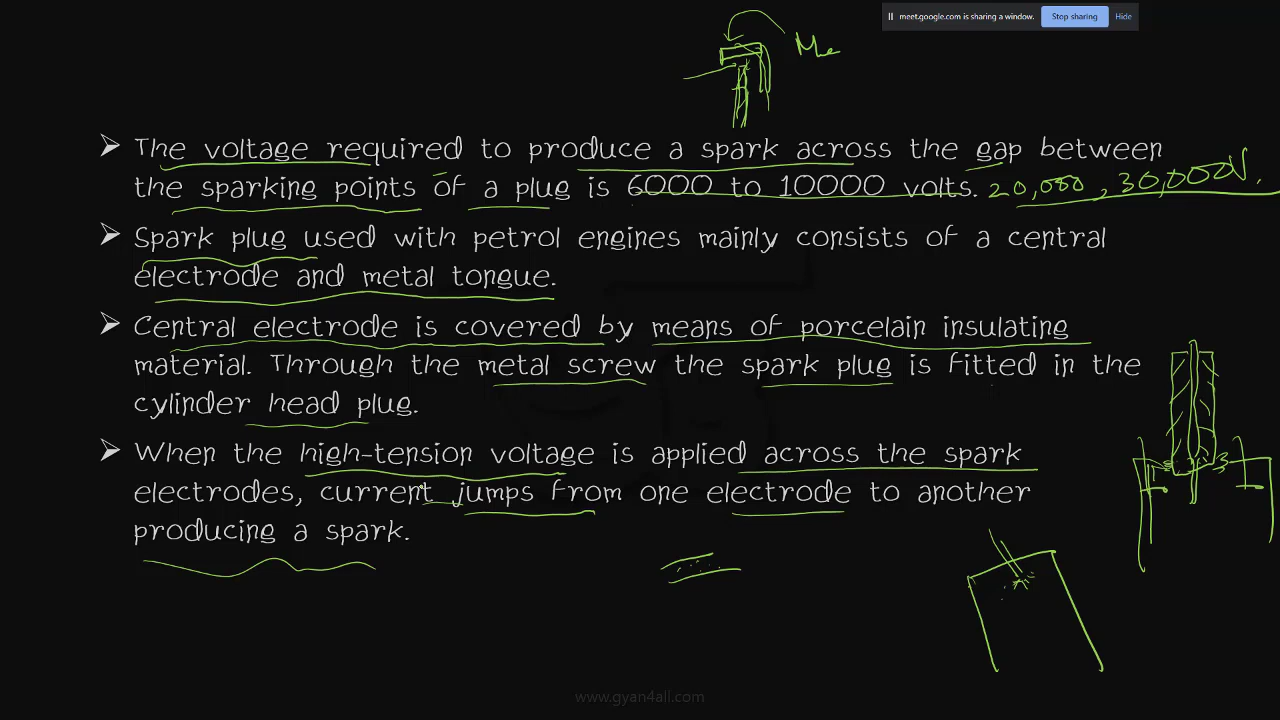 meet.google.com is sharing a window. Stop sharing Hide
Me
➤ The voltage required to produce a spark across the gap between
the sparking points of a plug is 6000 to 10000 volts. 20,000, 30,000V.
➤ Spark plug used with petrol engines mainly consists of a central
electrode and metal tongue.
➤ Central electrode is covered by means of porcelain insulating
material. Through the metal screw the spark plug is fitted in the
cylinder head plug.
➤ When the high-tension voltage is applied across the spark
electrodes, current jumps from one electrode to another
producing a spark.
www.gyan4all.com